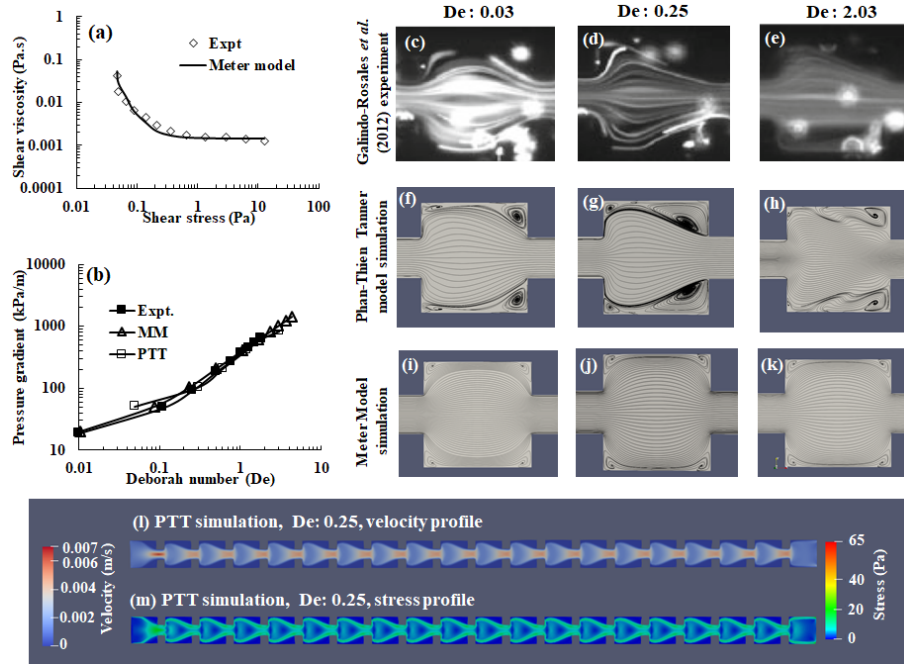 De: 0.03 De: 0.25 De: 2.03
(a)
Expt
Meter model
Shear viscosity (Pa.s)
1
0.1
0.01
0.001
0.0001
0.01 0.1 1 10 100
Shear stress (Pa)
(b)
Expt.
MM
PTT
Pressure gradient (kPa/m)
10000
1000
100
10
0.01 0.1 1 10
Deborah number (De)
Galindo-Rosales et al.
(2012) experiment
(c) (d) (e)
Phan-Thien Tanner
model simulation
(f) (g) (h)
Meter Model
simulation
(i) (j) (k)
(l) PTT simulation, De: 0.25, velocity profile
(m) PTT simulation, De: 0.25, stress profile
0.007
0.006
0.004
0.002
0
Velocity (m/s)
65
40
20
0
Stress (Pa)